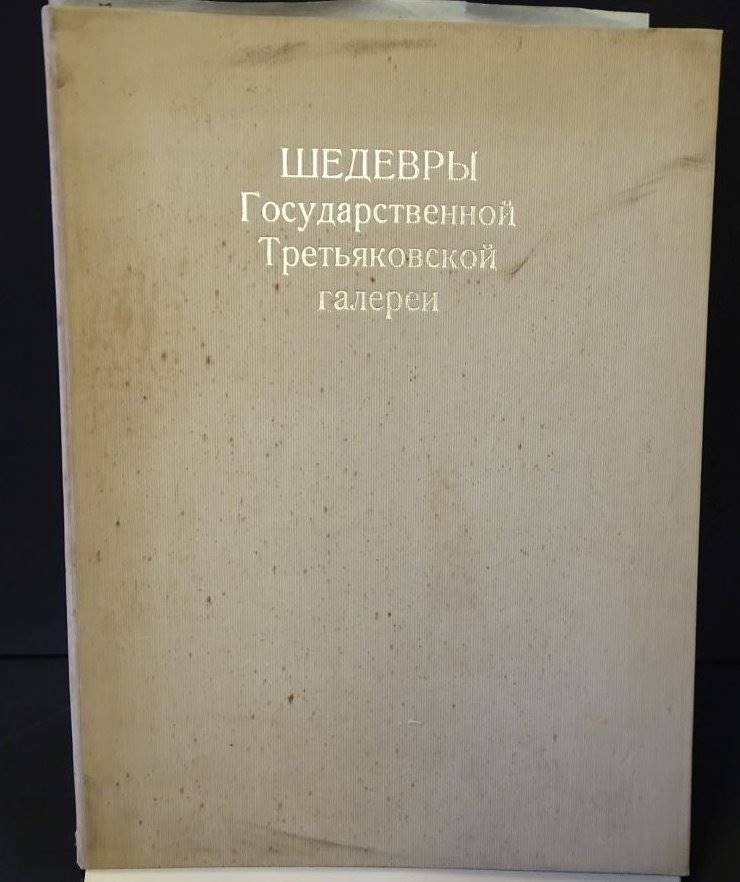 ШЕДЕВРЫ
Государственной
Третьяковской
галереи